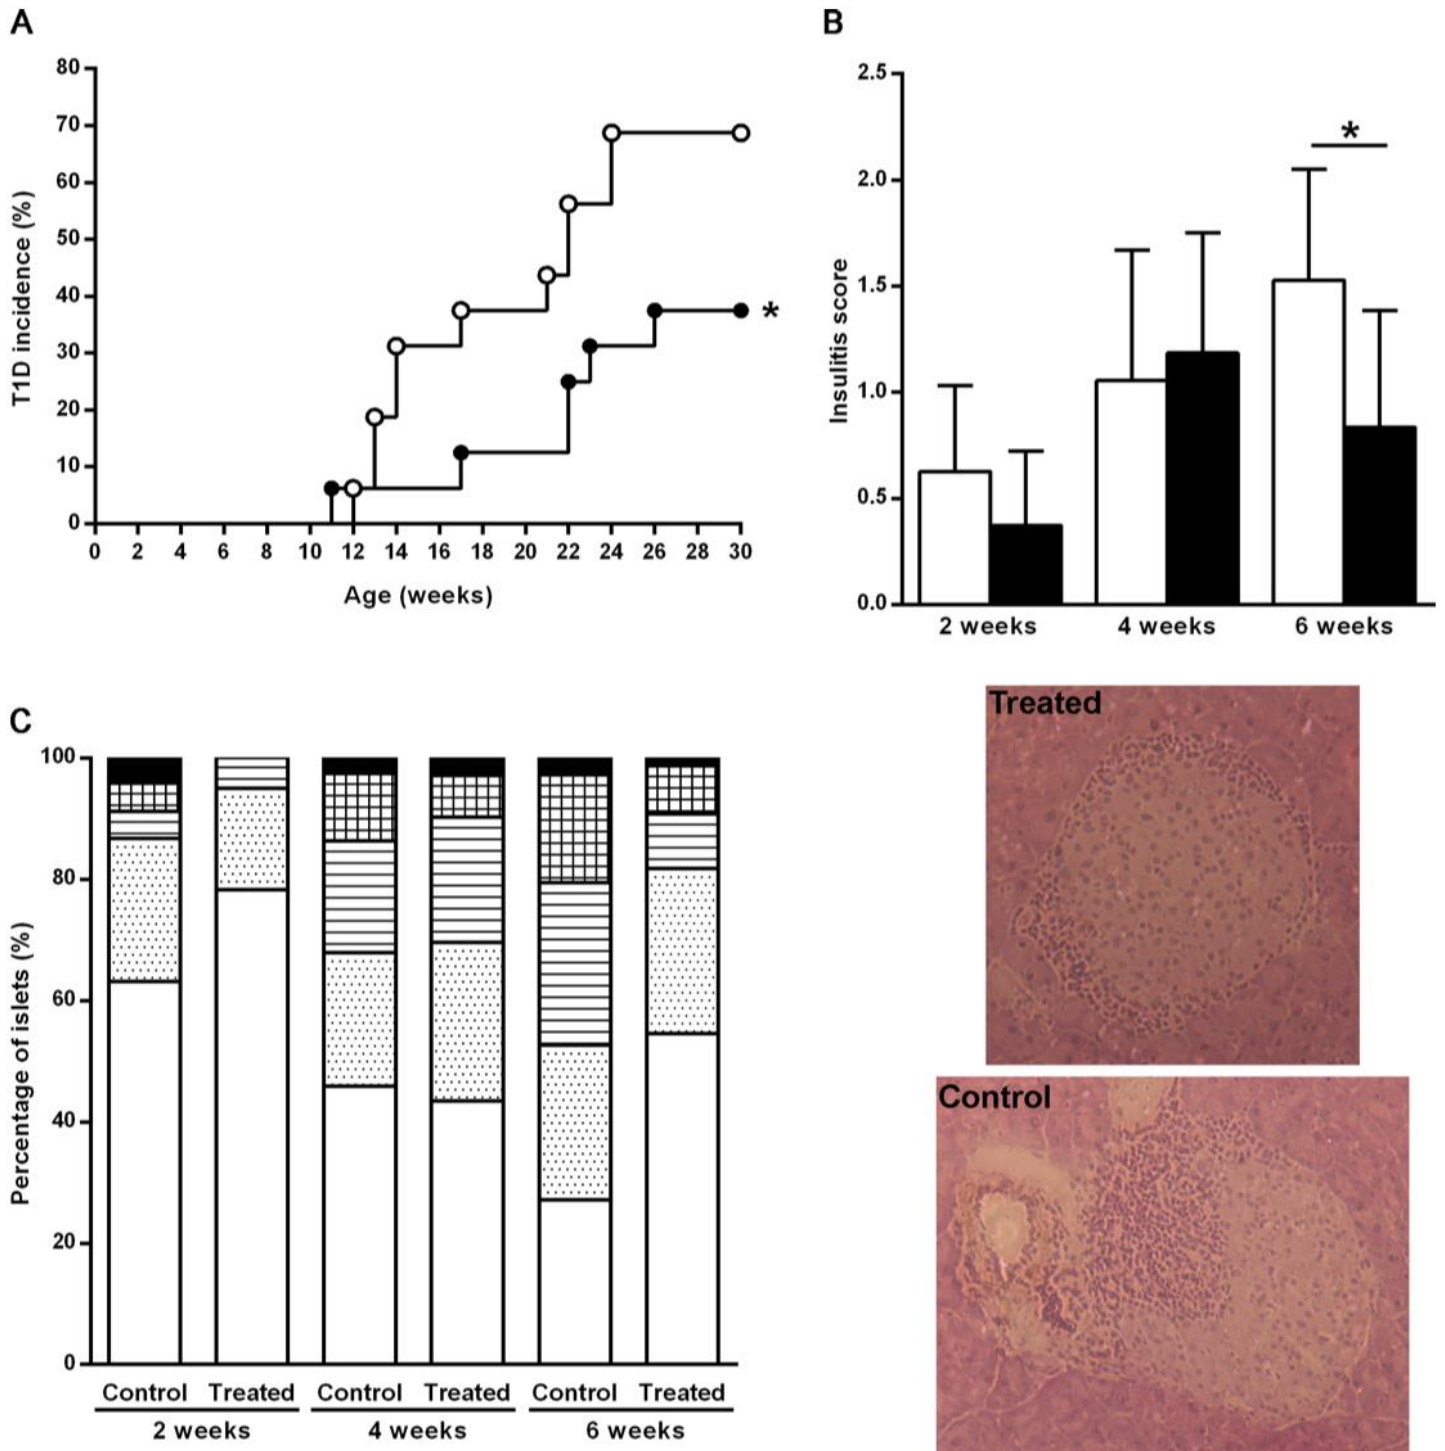 A
80
70
60
50
40
30
20
10
0
T1D incidence (%)
0 2 4 6 8 10 12 14 16 18 20 22 24 26 28 30
Age (weeks)
*
B
2.5
2.0
1.5
1.0
0.5
0.0
Insulitis score
*
2 weeks 4 weeks 6 weeks
C
100
80
60
40
20
0
Percentage of islets (%)
Control Treated Control Treated Control Treated
2 weeks 4 weeks 6 weeks
Treated
Control